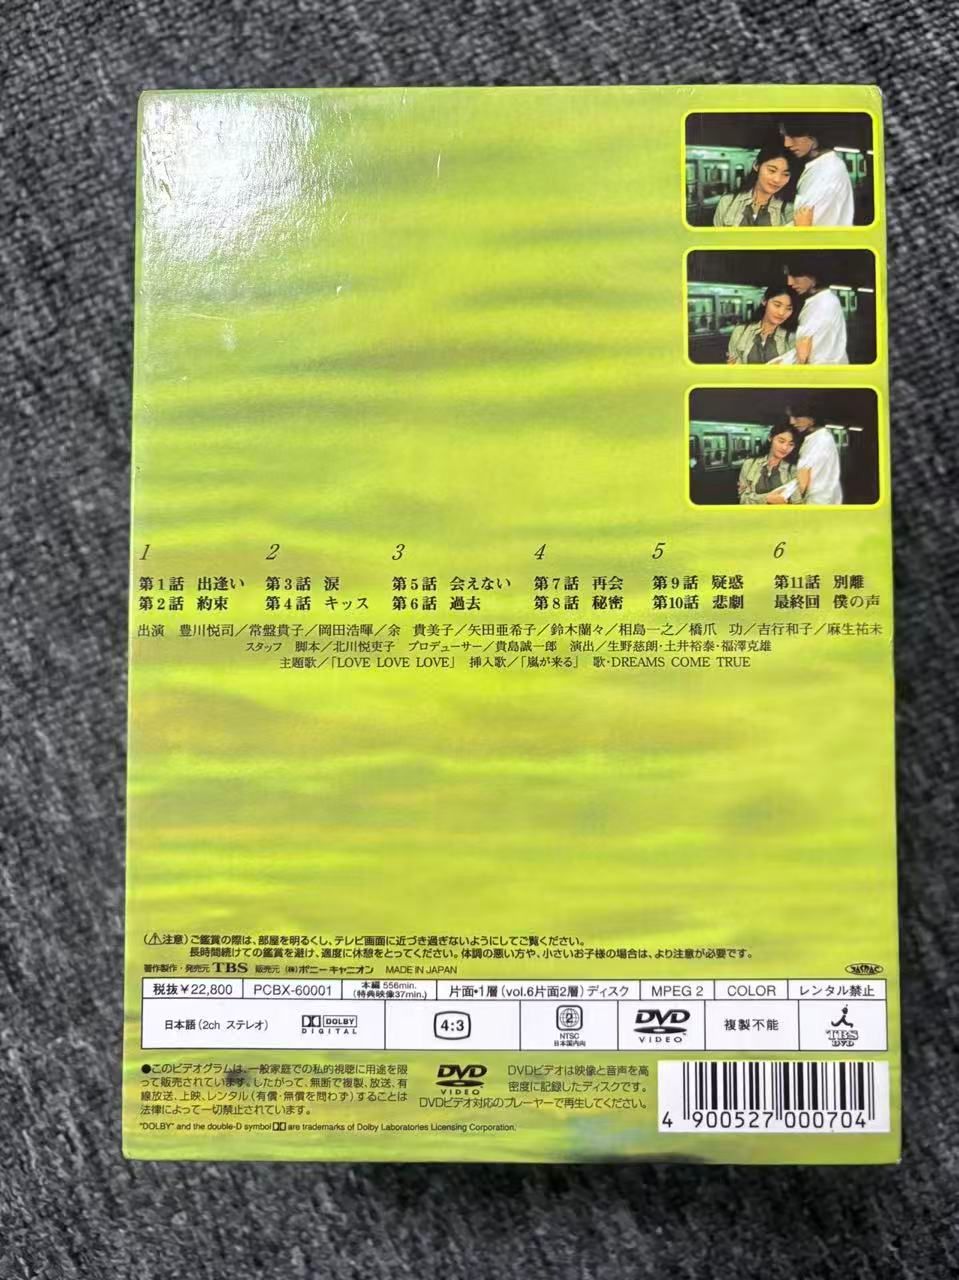 1 2 3 4 5 6
第1話 出逢い 第3話 涙 第5話 会えない 第7話 再会 第9話 疑惑 第11話 別離
第2話 約束 第4話 キッス 第6話 過去 第8話 秘密 第10話 悲劇 最終回 僕の声
出演 豊川悦司／常盤貴子／岡田浩暉／余 貴美子／矢田亜希子／鈴木蘭々／相島一之／橋爪 功／吉行和子／麻生祐未
スタッフ 脚本／北川悦吏子 プロデューサー／貴島誠一郎 演出／生野慈朗・土井裕泰・福澤克雄
主題歌／「LOVE LOVE LOVE」 挿入歌／「嵐が来る」 歌・DREAMS COME TRUE
(注意) ご鑑賞の際は、部屋を明るくし、テレビ画面に近づき過ぎないようにしてご覧ください。
長時間続けての鑑賞を避け、適度に休憩をとってください。体調の悪い方や、小さいお子様の場合は、より注意が必要です。
著作製作・発売元 TBS 販売元 (株)ポニーキャニオン MADE IN JAPAN JASRAC
税抜¥22,800 PCBX-60001 本編 556min. (特典映像37min.) 片面・1層 (vol.6片面2層) ディスク MPEG 2 COLOR レンタル禁止
日本語 (2ch ステレオ) DOLBY DIGITAL 4:3 2 NTSC 日本国内向 DVD VIDEO 複製不能 TBS DVD
●このビデオグラムは、一般家庭での私的視聴に用途を限
って販売されています。したがって、無断で複製、放送、有
線放送、上映、レンタル(有償・無償を問わず)することは
法律によって一切禁止されています。
"DOLBY" and the double-D symbol are trademarks of Dolby Laboratories Licensing Corporation.
DVD VIDEO
DVDビデオは映像と音声を高
密度に記録したディスクです。
DVDビデオ対応のプレーヤーで再生してください。
4 900527 000704